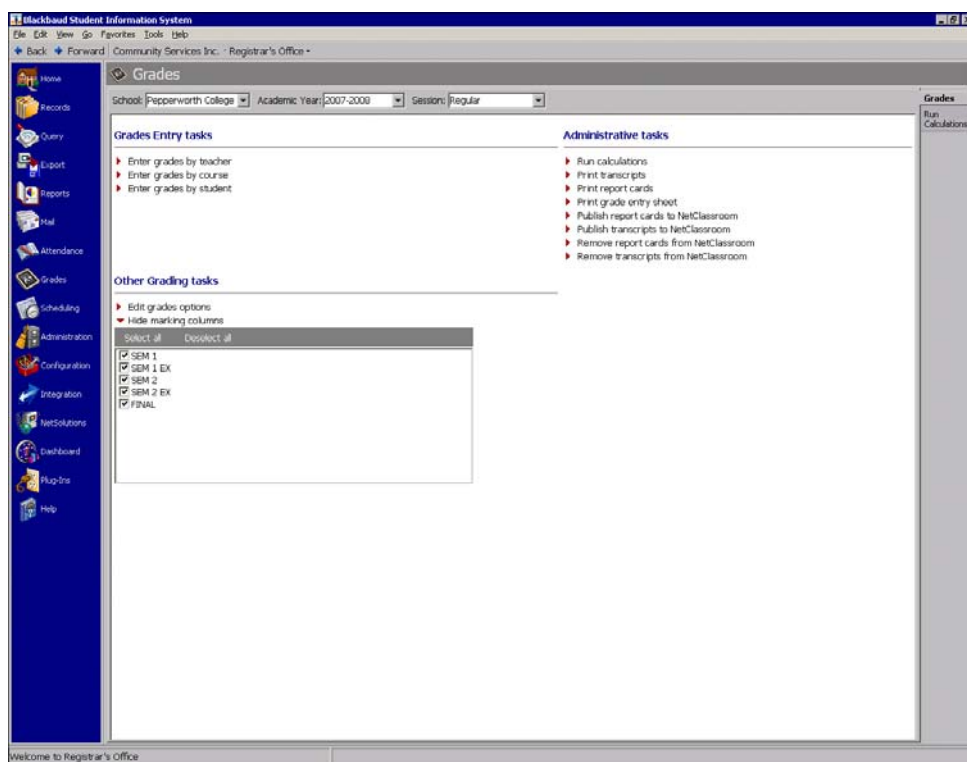 Blackbaud Student Information System
File Edit View Go Favorites Tools Help
Back Forward Community Services Inc. - Registrar's Office
Home
Records
Query
Export
Reports
Mail
Attendance
Grades
Scheduling
Administration
Configuration
Integration
NetSolutions
Dashboard
Plug-Ins
Help
Grades
School: Pepperworth College Academic Year: 2007-2008 Session: Regular
Grades Entry tasks
Enter grades by teacher
Enter grades by course
Enter grades by student
Administrative tasks
Run calculations
Print transcripts
Print report cards
Print grade entry sheet
Publish report cards to NetClassroom
Publish transcripts to NetClassroom
Remove report cards from NetClassroom
Remove transcripts from NetClassroom
Other Grading tasks
Edit grades options
Hide marking columns
Select all Deselect all
SEM 1
SEM 1 EX
SEM 2
SEM 2 EX
FINAL
Grades
Run
Calculations
Welcome to Registrar's Office